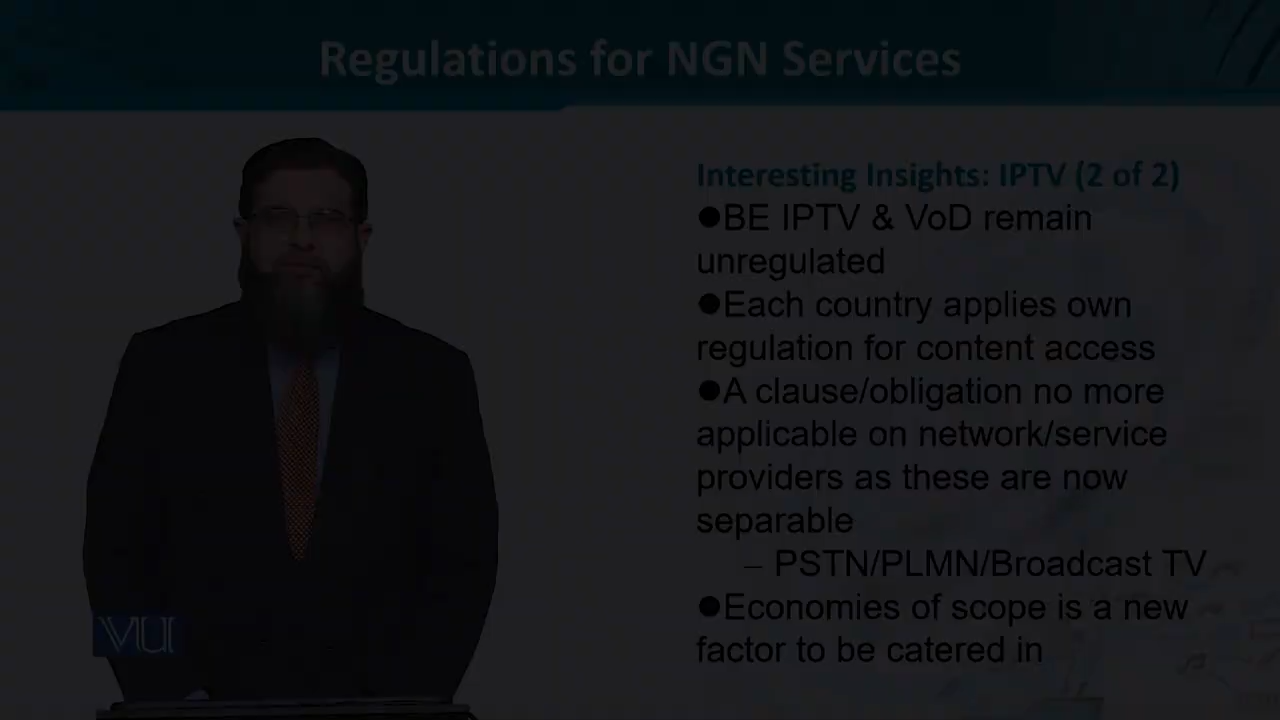 Regulations for NGN Services
Interesting Insights: IPTV (2 of 2)
●BE IPTV & VoD remain
unregulated
●Each country applies own
regulation for content access
●A clause/obligation no more
applicable on network/service
providers as these are now
separable
– PSTN/PLMN/Broadcast TV
●Economies of scope is a new
factor to be catered in
VU